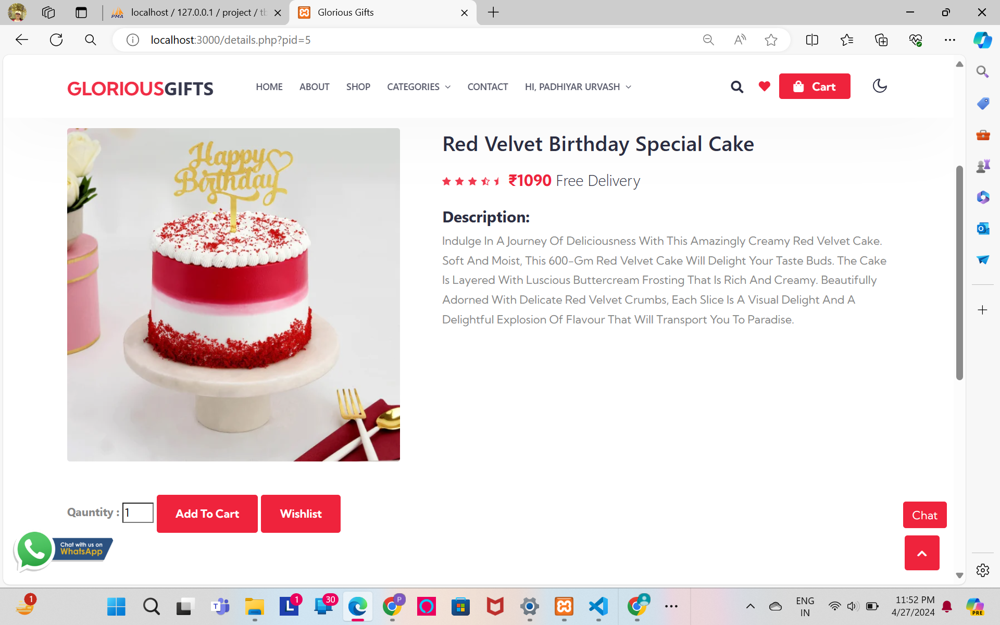 localhost / 127.0.0.1 / project / tb
Glorious Gifts
localhost:3000/details.php?pid=5
GLORIOUSGIFTS
HOME
ABOUT
SHOP
CATEGORIES
CONTACT
HI, PADHIYAR URVASH
Cart
Happy
Birthday
Red Velvet Birthday Special Cake
₹1090 Free Delivery
Description:
Indulge In A Journey Of Deliciousness With This Amazingly Creamy Red Velvet Cake.
Soft And Moist, This 600-Gm Red Velvet Cake Will Delight Your Taste Buds. The Cake
Is Layered With Luscious Buttercream Frosting That Is Rich And Creamy. Beautifully
Adorned With Delicate Red Velvet Crumbs, Each Slice Is A Visual Delight And A
Delightful Explosion Of Flavour That Will Transport You To Paradise.
Qauntity : 1
Add To Cart
Wishlist
Chat
Chat with us on
WhatsApp
1
1
30
P
ENG
IN
11:52 PM
4/27/2024
PRE